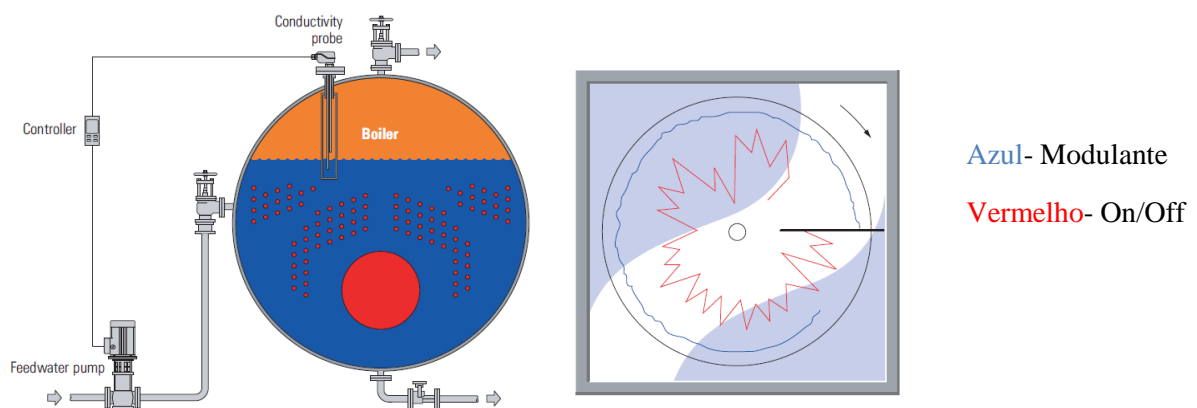 Conductivity
probe
Controller
Boiler
Feedwater pump
Azul- Modulante
Vermelho- On/Off